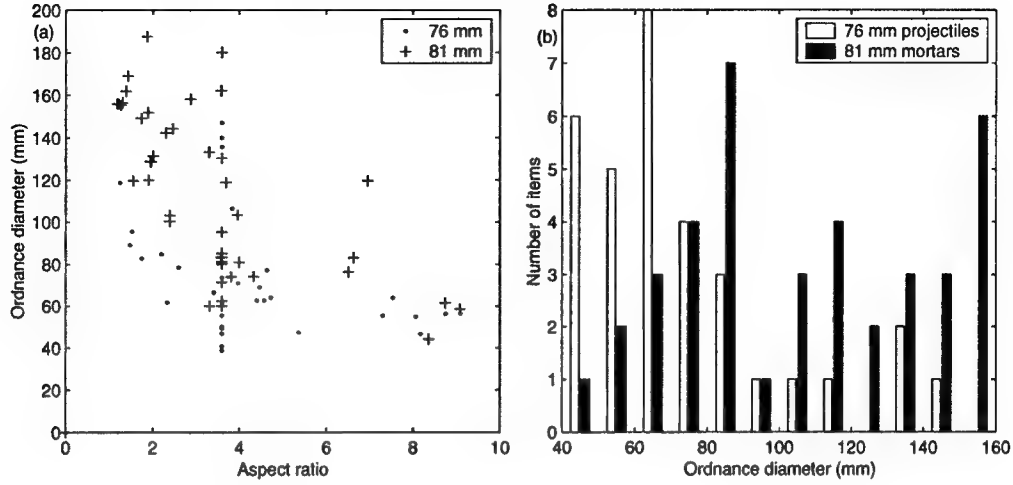 (a)
76 mm
81 mm
200
180
160
140
120
100
80
60
40
20
0
Ordnance diameter (mm)
0 2 4 6 8 10
Aspect ratio
(b)
76 mm projectiles
81 mm mortars
8
7
6
5
4
3
2
1
0
Number of items
40 60 80 100 120 140 160
Ordnance diameter (mm)